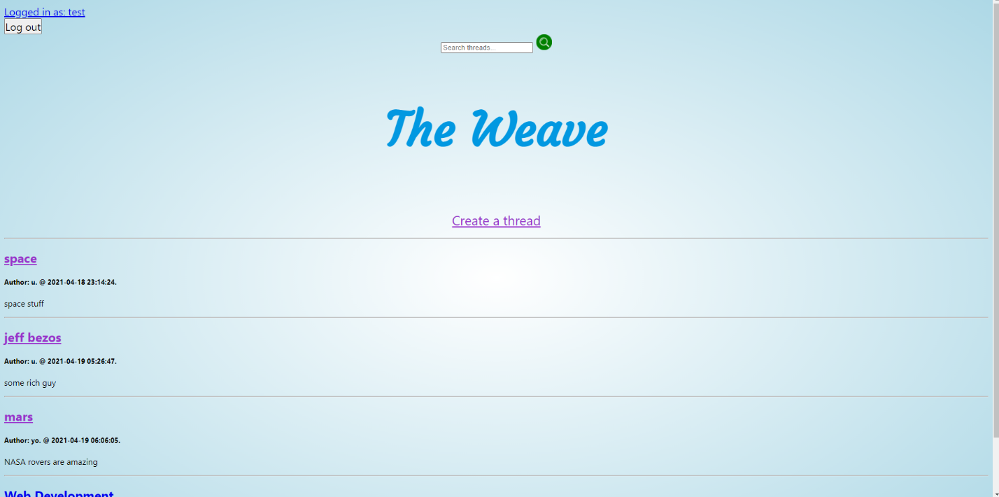 Logged in as: test
Log out
Search threads...
The Weave
Create a thread
space
Author: u. @ 2021-04-18 23:14:24.
space stuff
jeff bezos
Author: u. @ 2021-04-19 05:26:47.
some rich guy
mars
Author: yo. @ 2021-04-19 06:06:05.
NASA rovers are amazing
Web Development